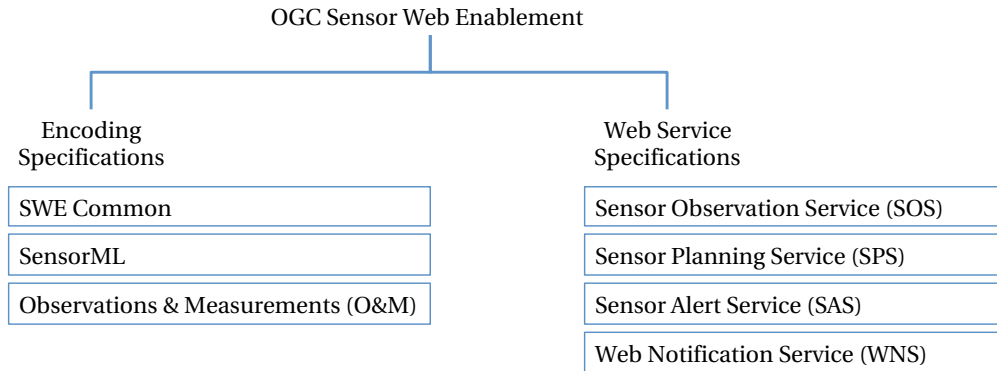 OGC Sensor Web Enablement
Encoding
Specifications
SWE Common
SensorML
Observations & Measurements (O&M)
Web Service
Specifications
Sensor Observation Service (SOS)
Sensor Planning Service (SPS)
Sensor Alert Service (SAS)
Web Notification Service (WNS)